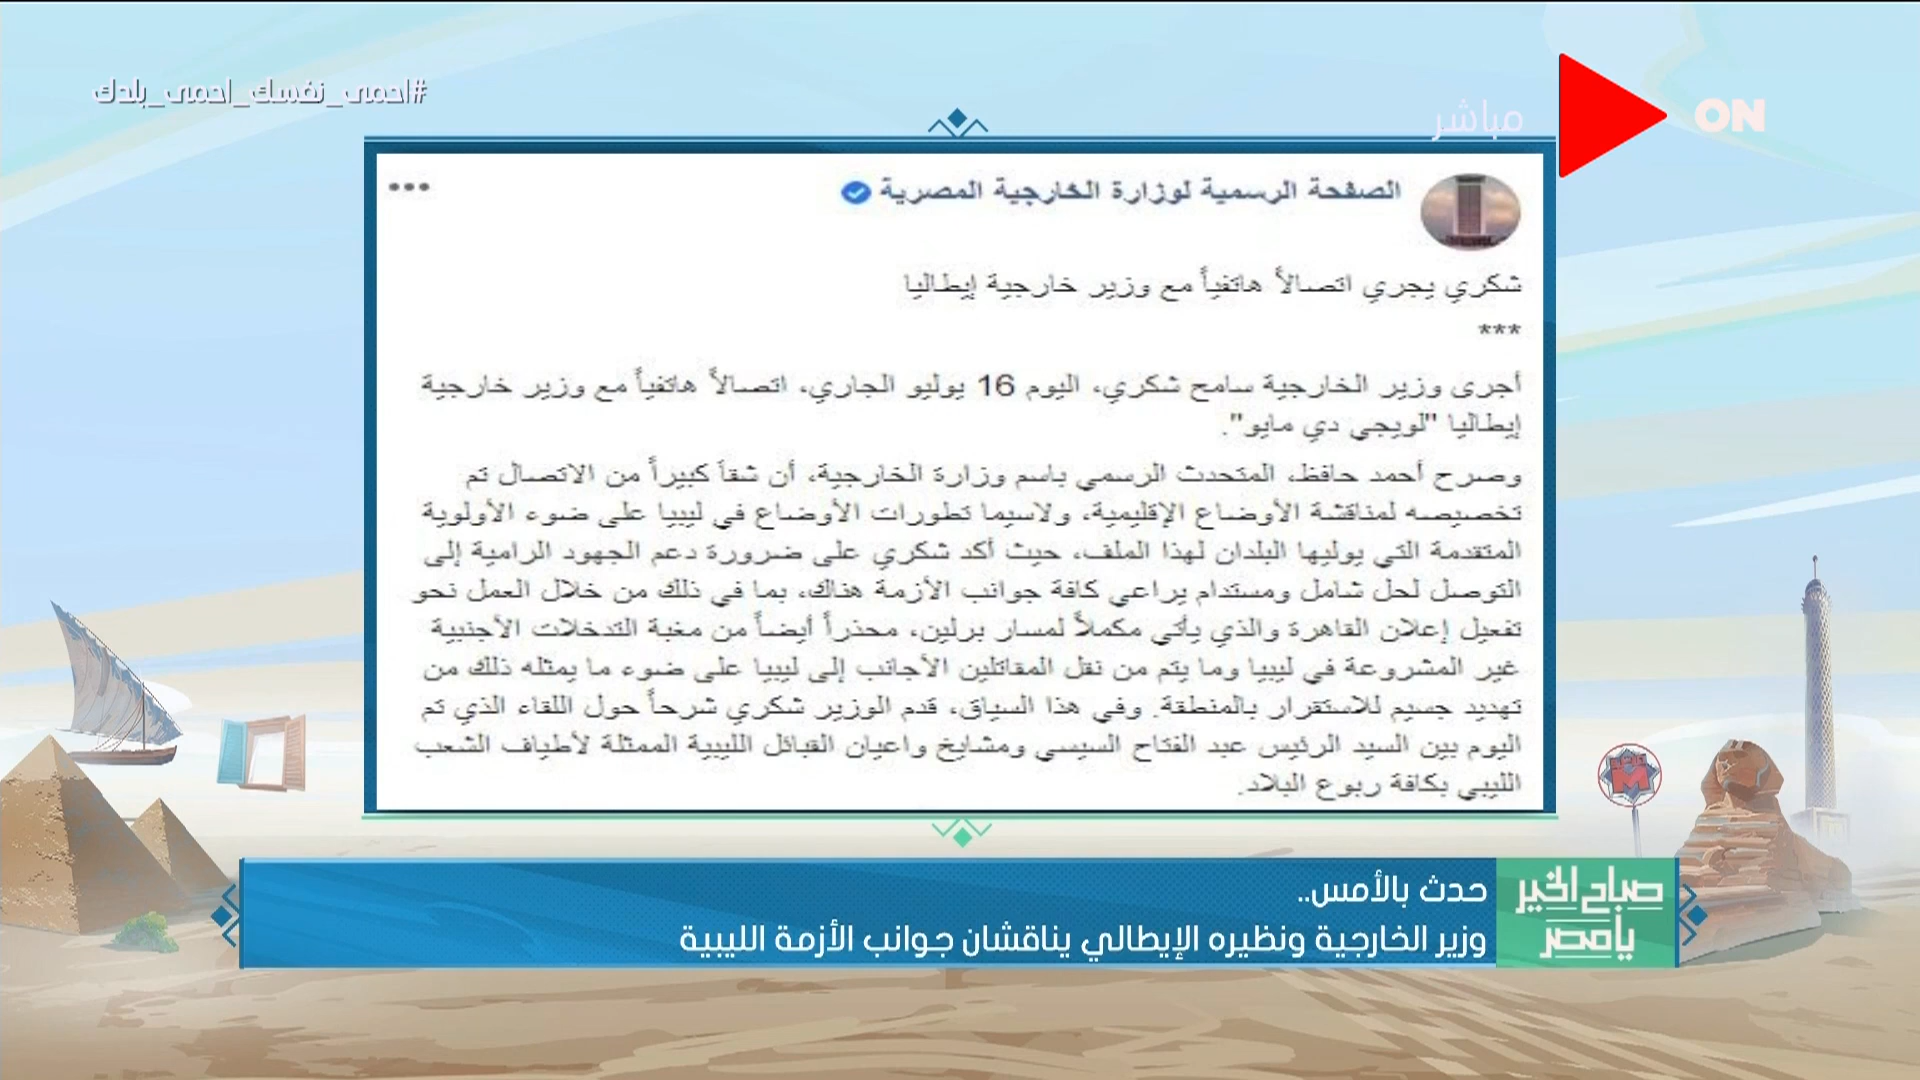 #احمى_نفسك_احمى_بلدك
مباشر
ON
الصفحة الرسمية لوزارة الخارجية المصرية
شكري يجري اتصالاً هاتفياً مع وزير خارجية إيطاليا
***
أجرى وزير الخارجية سامح شكري، اليوم 16 يوليو الجاري، اتصالاً هاتفياً مع وزير خارجية
إيطاليا "لويجي دي مايو".
وصرح أحمد حافظ، المتحدث الرسمي باسم وزارة الخارجية، أن شقاً كبيراً من الاتصال تم
تخصيصه لمناقشة الأوضاع الإقليمية، ولاسيما تطورات الأوضاع في ليبيا على ضوء الأولوية
المتقدمة التي يوليها البلدان لهذا الملف، حيث أكد شكري على ضرورة دعم الجهود الرامية إلى
التوصل لحل شامل ومستدام يراعي كافة جوانب الأزمة هناك، بما في ذلك من خلال العمل نحو
تفعيل إعلان القاهرة والذي يأتي مكملاً لمسار برلين، محذراً أيضاً من مغبة التدخلات الأجنبية
غير المشروعة في ليبيا وما يتم من نقل المقاتلين الأجانب إلى ليبيا على ضوء ما يمثله ذلك من
تهديد جسيم للاستقرار بالمنطقة. وفي هذا السياق، قدم الوزير شكري شرحاً حول اللقاء الذي تم
اليوم بين السيد الرئيس عبد الفتاح السيسي ومشايخ واعيان القبائل الليبية الممثلة لأطياف الشعب
الليبي بكافة ربوع البلاد.
M
صباح الخير
يا مصر
حدث بالأمس..
وزير الخارجية ونظيره الإيطالي يناقشان جوانب الأزمة الليبية